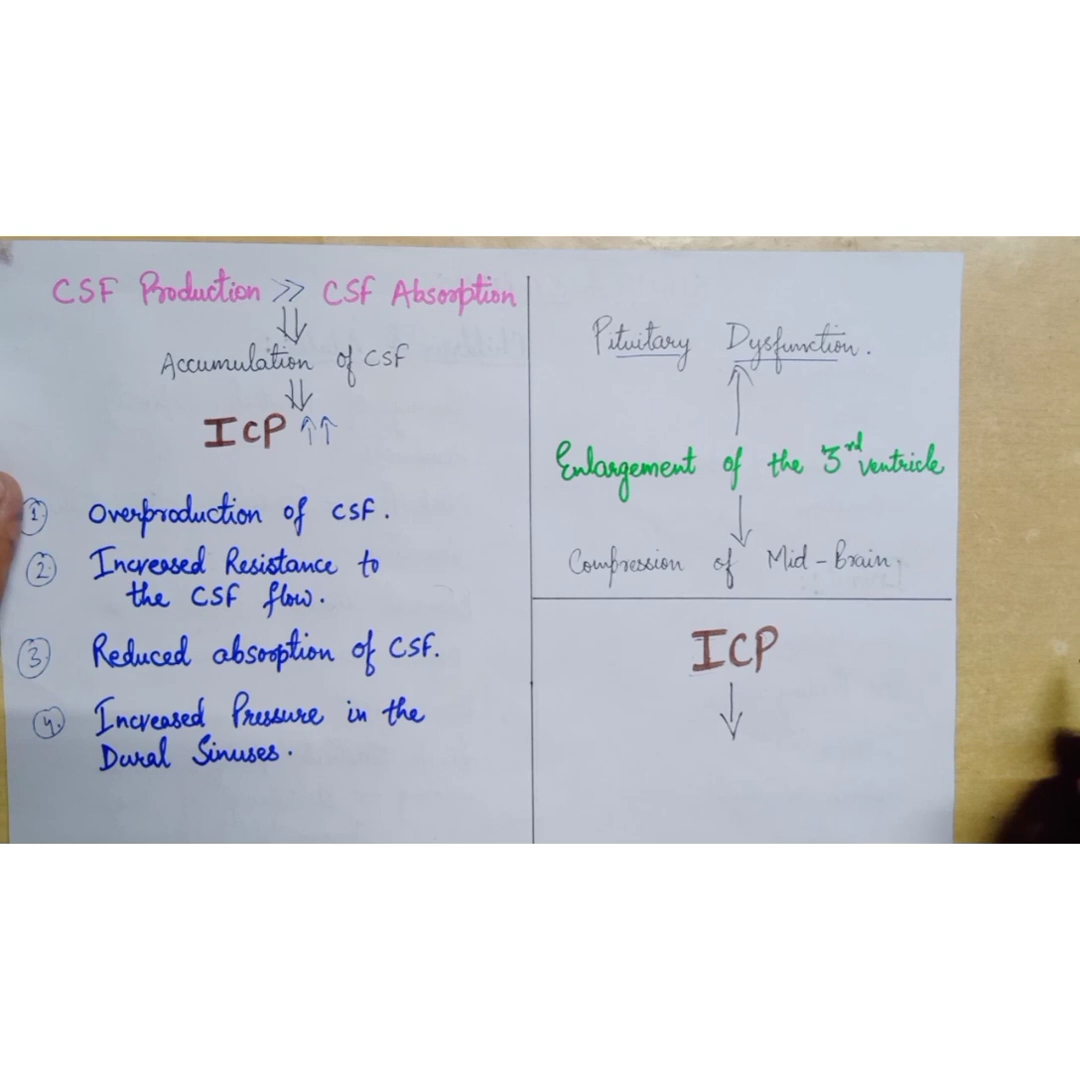 CSF Production >> CSF Absorption
⇓
Accumulation of CSF
⇓
ICP ↑↑
1. Overproduction of CSF.
2. Increased Resistance to
the CSF flow.
3 Reduced absorption of CSF.
4. Increased Pressure in the
Dural Sinuses.
Pituitary Dysfunction.
↑
Enlargement of the 3rd ventricle
↓
Compression of Mid-Brain.
ICP
↓